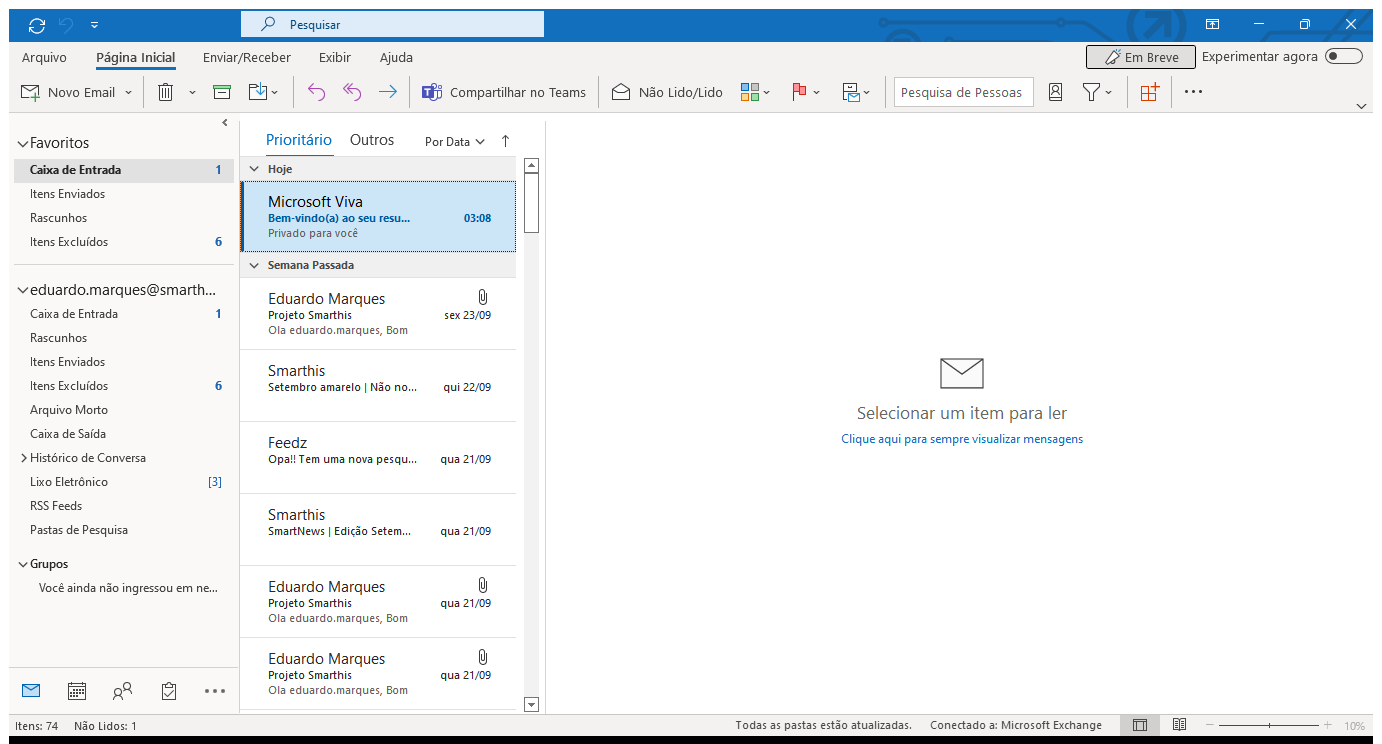 Pesquisar
Arquivo Página Inicial Enviar/Receber Exibir Ajuda Em Breve Experimentar agora
Novo Email Compartilhar no Teams Não Lido/Lido Pesquisa de Pessoas
Favoritos
Caixa de Entrada 1
Itens Enviados
Rascunhos
Itens Excluídos 6
eduardo.marques@smarth...
Caixa de Entrada 1
Rascunhos
Itens Enviados
Itens Excluídos 6
Arquivo Morto
Caixa de Saída
Histórico de Conversa
Lixo Eletrônico [3]
RSS Feeds
Pastas de Pesquisa
Grupos
Você ainda não ingressou em ne...
Prioritário Outros Por Data
Hoje
Microsoft Viva
Bem-vindo(a) ao seu resu... 03:08
Privado para você
Semana Passada
Eduardo Marques
Projeto Smarthis sex 23/09
Ola eduardo.marques, Bom
Smarthis
Setembro amarelo | Não no... qui 22/09
Feedz
Opa!! Tem uma nova pesqu... qua 21/09
Smarthis
SmartNews | Edição Setem... qua 21/09
Eduardo Marques
Projeto Smarthis qua 21/09
Ola eduardo.marques, Bom
Eduardo Marques
Projeto Smarthis qua 21/09
Ola eduardo.marques, Bom
Selecionar um item para ler
Clique aqui para sempre visualizar mensagens
Itens: 74 Não Lidos: 1 Todas as pastas estão atualizadas. Conectado a: Microsoft Exchange 10%